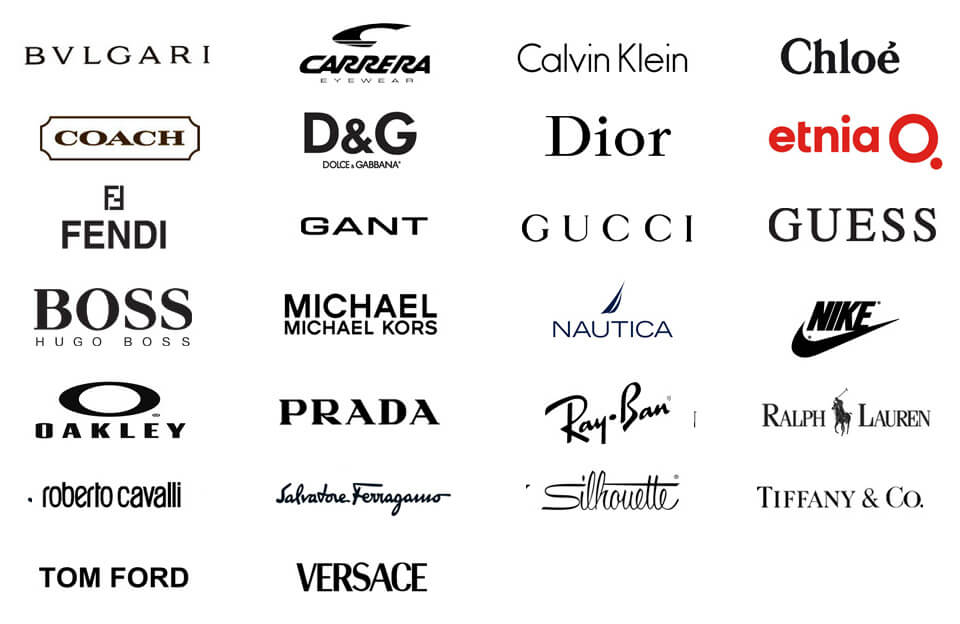 BVLGARI
CARRERA
EYEWEAR
Calvin Klein
Chloé
COACH
D&G
DOLCE & GABBANA
Dior
etnia
FENDI
GANT
GUCCI
GUESS
BOSS
HUGO BOSS
MICHAEL
MICHAEL KORS
NAUTICA
NIKE
OAKLEY
PRADA
Ray-Ban
RALPH LAUREN
roberto cavalli
Salvatore Ferragamo
Silhouette
TIFFANY & CO.
TOM FORD
VERSACE